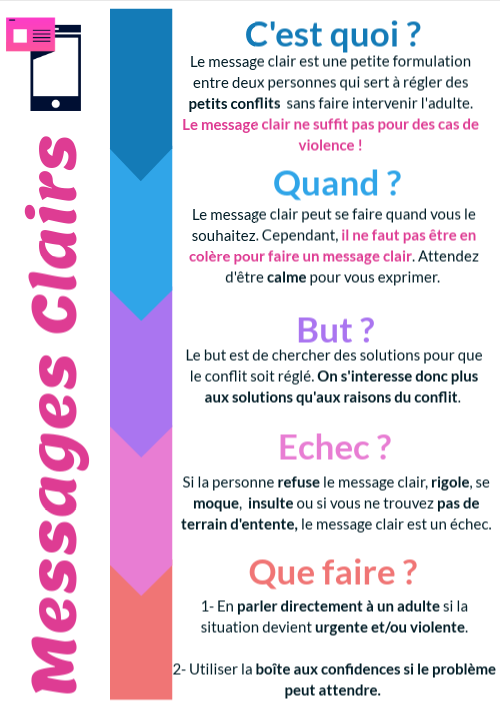 Messages Clairs
C'est quoi ?
Le message clair est une petite formulation
entre deux personnes qui sert à régler des
petits conflits sans faire intervenir l'adulte.
Le message clair ne suffit pas pour des cas de
violence !
Quand ?
Le message clair peut se faire quand vous le
souhaitez. Cependant, il ne faut pas être en
colère pour faire un message clair. Attendez
d'être calme pour vous exprimer.
But ?
Le but est de chercher des solutions pour que
le conflit soit réglé. On s'interesse donc plus
aux solutions qu'aux raisons du conflit.
Echec ?
Si la personne refuse le message clair, rigole, se
moque, insulte ou si vous ne trouvez pas de
terrain d'entente, le message clair est un échec.
Que faire ?
1- En parler directement à un adulte si la
situation devient urgente et/ou violente.
2- Utiliser la boîte aux confidences si le problème
peut attendre.